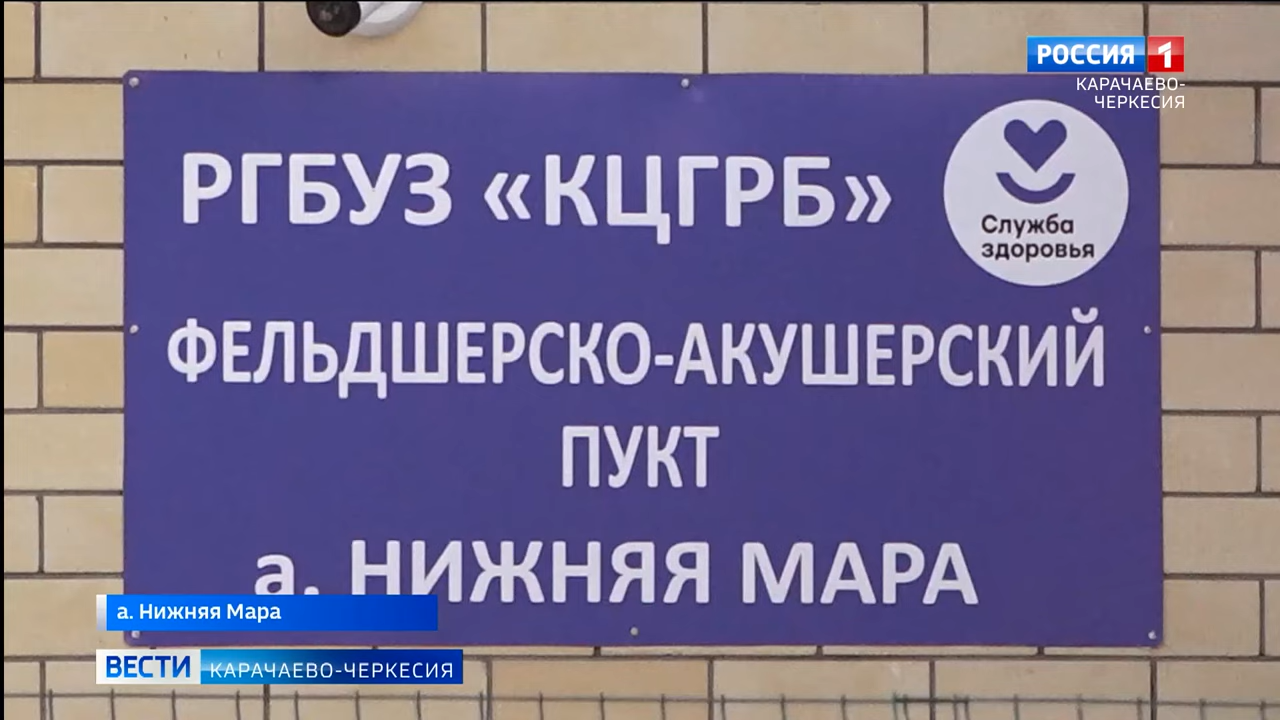 РОССИЯ 1
КАРАЧАЕВО-
ЧЕРКЕСИЯ
РГБУЗ «КЦГРБ»
Служба
здоровья
ФЕЛЬДШЕРСКО-АКУШЕРСКИЙ
ПУКТ
а. НИЖНЯЯ МАРА
а. Нижняя Мара
ВЕСТИ КАРАЧАЕВО-ЧЕРКЕСИЯ